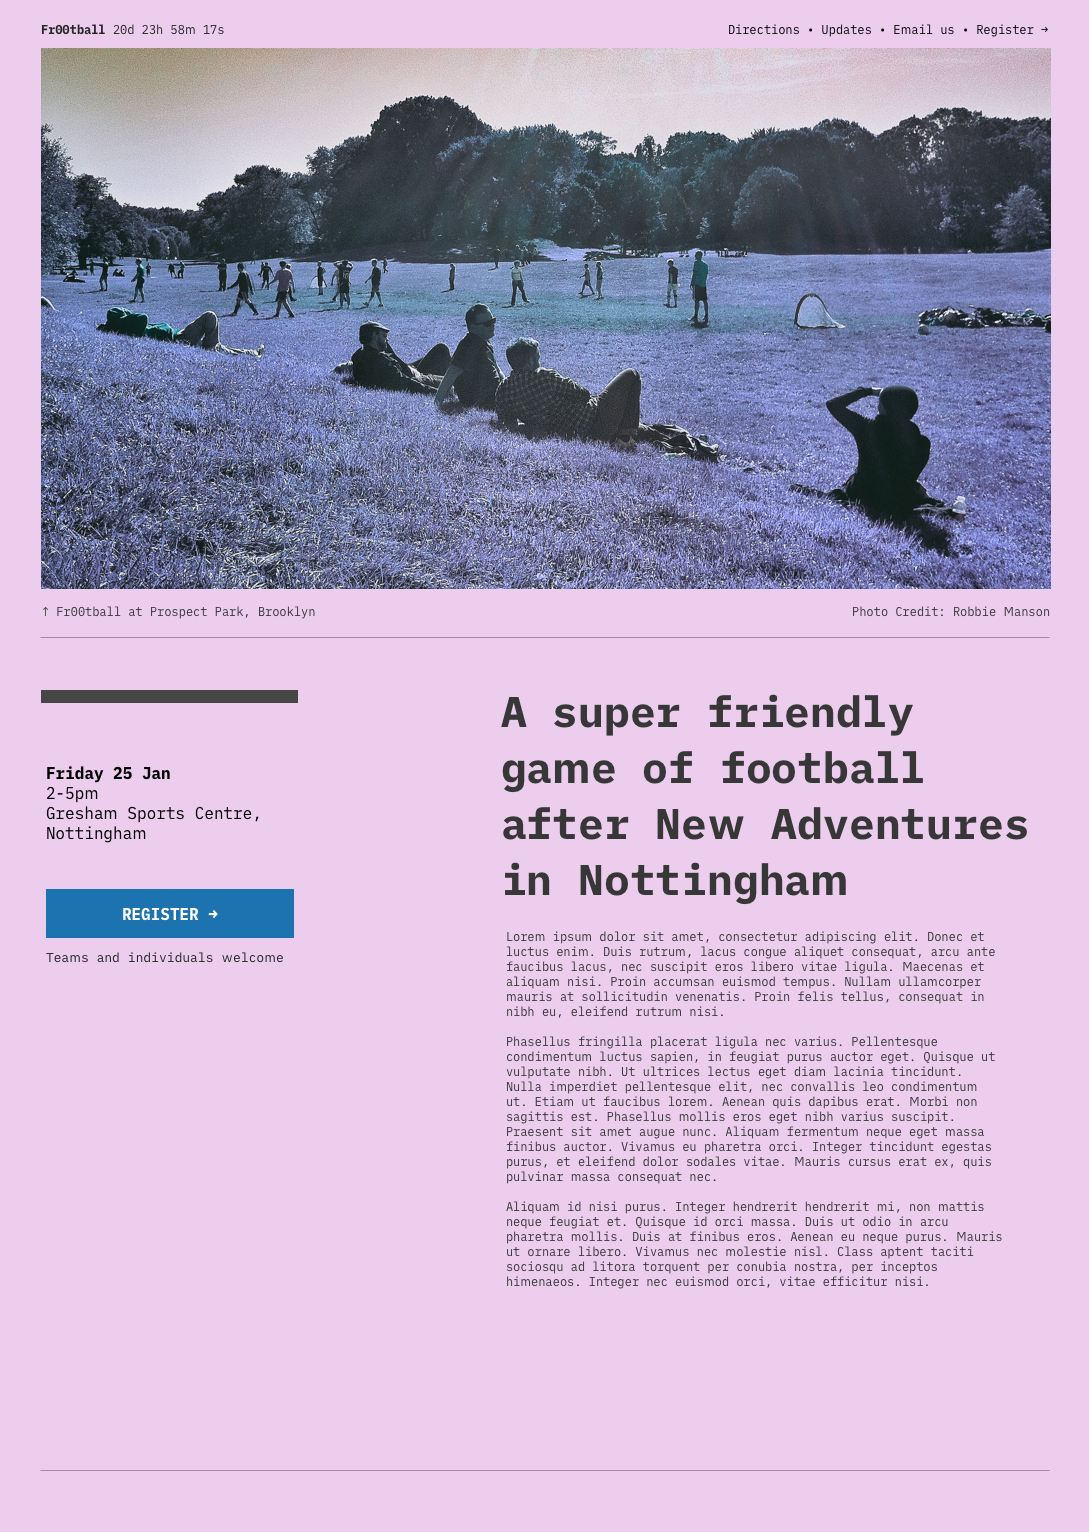 Fr00tball 20d 23h 58m 17s
Directions • Updates • Email us • Register →
↑ Fr00tball at Prospect Park, Brooklyn
Photo Credit: Robbie Manson
Friday 25 Jan
2-5pm
Gresham Sports Centre,
Nottingham
REGISTER →
Teams and individuals welcome
A super friendly
game of football
after New Adventures
in Nottingham
Lorem ipsum dolor sit amet, consectetur adipiscing elit. Donec et
luctus enim. Duis rutrum, lacus congue aliquet consequat, arcu ante
faucibus lacus, nec suscipit eros libero vitae ligula. Maecenas et
aliquam nisi. Proin accumsan euismod tempus. Nullam ullamcorper
mauris at sollicitudin venenatis. Proin felis tellus, consequat in
nibh eu, eleifend rutrum nisi.
Phasellus fringilla placerat ligula nec varius. Pellentesque
condimentum luctus sapien, in feugiat purus auctor eget. Quisque ut
vulputate nibh. Ut ultrices lectus eget diam lacinia tincidunt.
Nulla imperdiet pellentesque elit, nec convallis leo condimentum
ut. Etiam ut faucibus lorem. Aenean quis dapibus erat. Morbi non
sagittis est. Phasellus mollis eros eget nibh varius suscipit.
Praesent sit amet augue nunc. Aliquam fermentum neque eget massa
finibus auctor. Vivamus eu pharetra orci. Integer tincidunt egestas
purus, et eleifend dolor sodales vitae. Mauris cursus erat ex, quis
pulvinar massa consequat nec.
Aliquam id nisi purus. Integer hendrerit hendrerit mi, non mattis
neque feugiat et. Quisque id orci massa. Duis ut odio in arcu
pharetra mollis. Duis at finibus eros. Aenean eu neque purus. Mauris
ut ornare libero. Vivamus nec molestie nisl. Class aptent taciti
sociosqu ad litora torquent per conubia nostra, per inceptos
himenaeos. Integer nec euismod orci, vitae efficitur nisi.